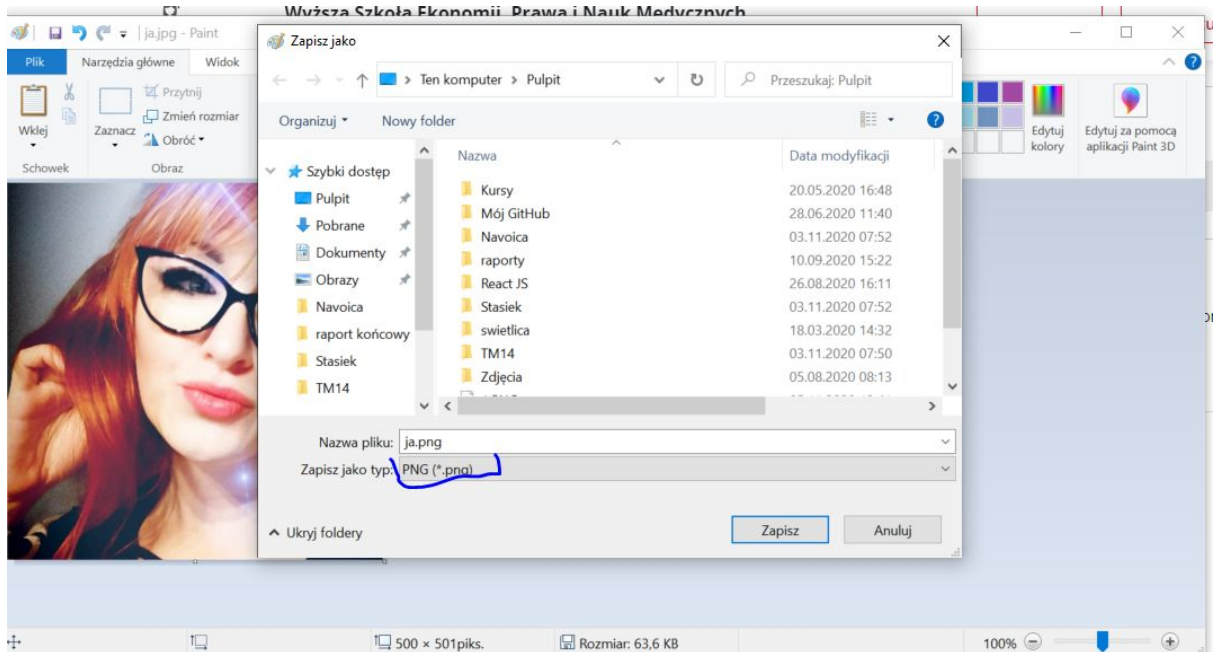 Wyższa Szkoła Ekonomii, Prawa i Nauk Medycznych
ja.jpg - Paint
Plik
Narzędzia główne
Widok
Wklej
Zaznacz
Przytnij
Zmień rozmiar
Obróć
Schowek
Obraz
Edytuj kolory
Edytuj za pomocą
aplikacji Paint 3D
Zapisz jako
Ten komputer > Pulpit
Przeszukaj: Pulpit
Organizuj
Nowy folder
Szybki dostęp
Pulpit
Pobrane
Dokumenty
Obrazy
Navoica
raport końcowy
Stasiek
TM14
Nazwa Data modyfikacji
Kursy 20.05.2020 16:48
Mój GitHub 28.06.2020 11:40
Navoica 03.11.2020 07:52
raporty 10.09.2020 15:22
React JS 26.08.2020 16:11
Stasiek 03.11.2020 07:52
swietlica 18.03.2020 14:32
TM14 03.11.2020 07:50
Zdjęcia 05.08.2020 08:13
Nazwa pliku: ja.png
Zapisz jako typ: PNG (*.png)
Ukryj foldery
Zapisz
Anuluj
500 × 501piks.
Rozmiar: 63,6 KB
100%